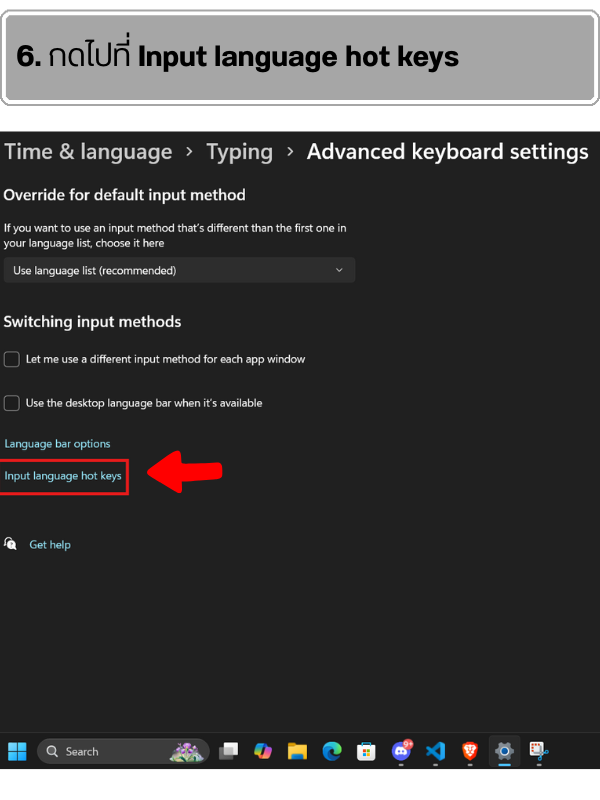 6. กดไปที่ Input language hot keys
Time & language > Typing > Advanced keyboard settings
Override for default input method
If you want to use an input method that's different than the first one in
your language list, choose it here
Use language list (recommended)
Switching input methods
Let me use a different input method for each app window
Use the desktop language bar when it's available
Language bar options
Input language hot keys
Get help
Search
9+